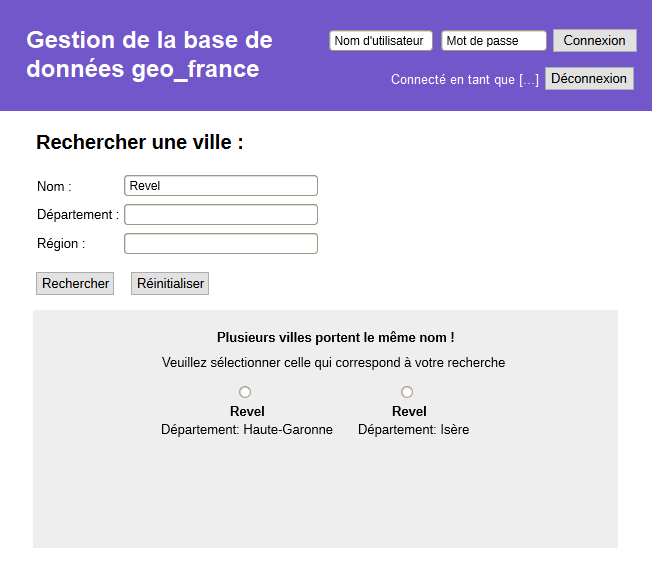 Gestion de la base de
données geo_france
Nom d'utilisateur
Mot de passe
Connexion
Connecté en tant que [...]
Déconnexion
Rechercher une ville :
Nom :
Revel
Département :
Région :
Rechercher
Réinitialiser
Plusieurs villes portent le même nom !
Veuillez sélectionner celle qui correspond à votre recherche
Revel
Département: Haute-Garonne
Revel
Département: Isère